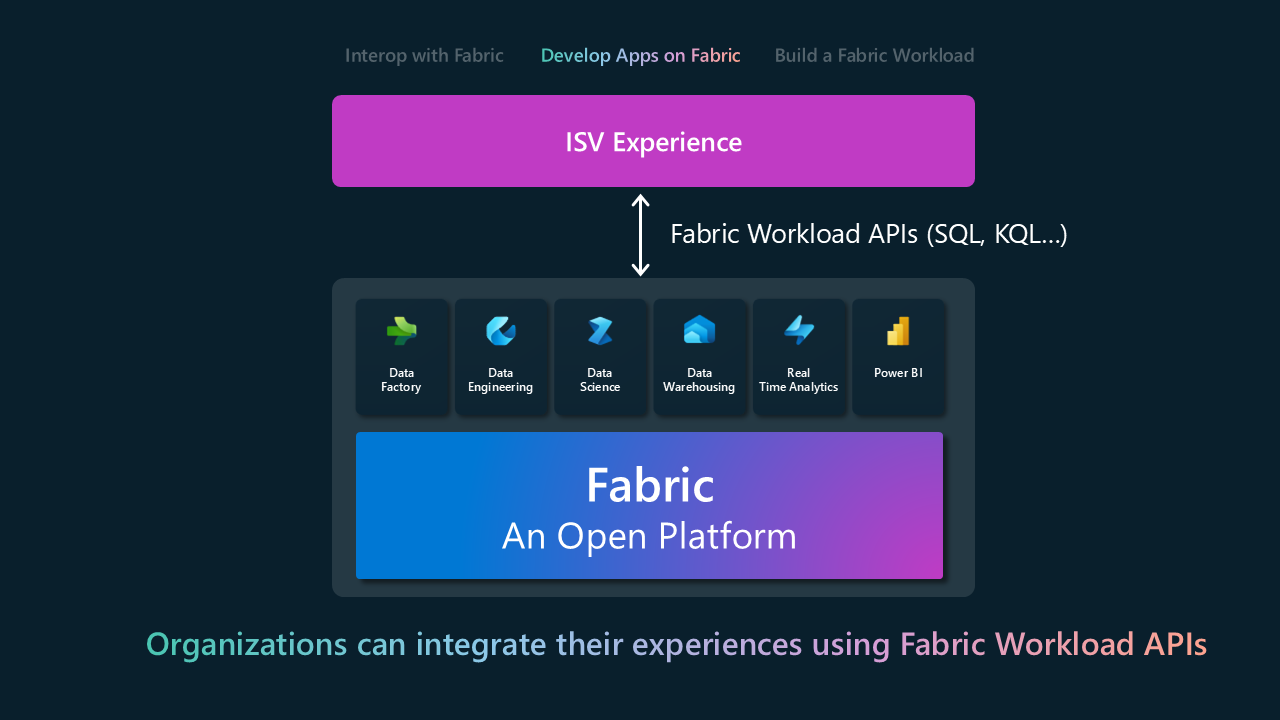 Interop with Fabric
Develop Apps on Fabric
Build a Fabric Workload
ISV Experience
Fabric Workload APIs (SQL, KQL...)
Data
Factory
Data
Engineering
Data
Science
Data
Warehousing
Real
Time Analytics
Power BI
Fabric
An Open Platform
Organizations can integrate their experiences using Fabric Workload APIs